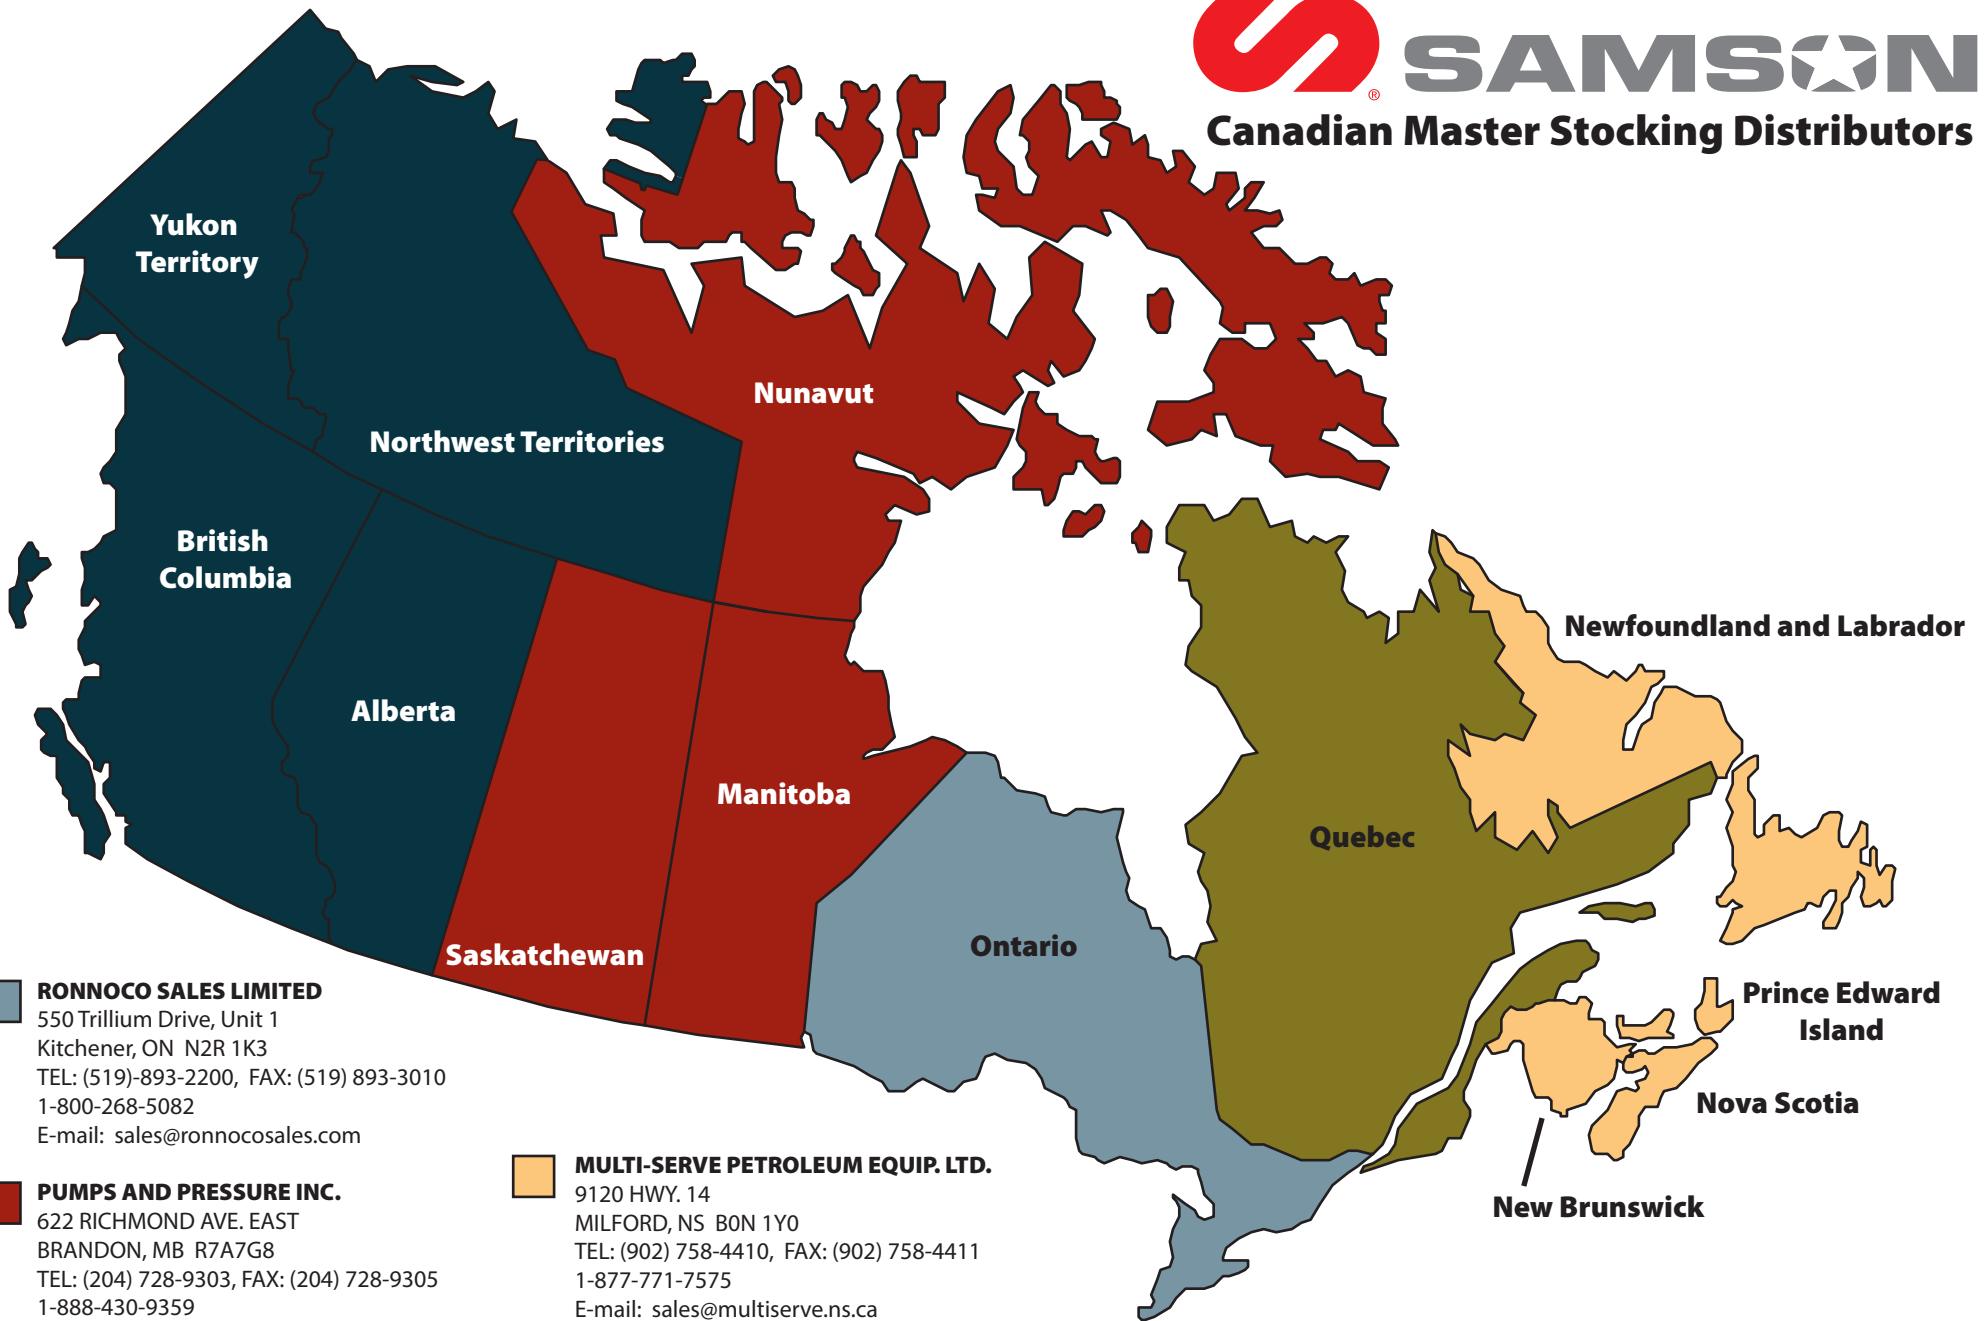 SAMSON
®
Canadian Master Stocking Distributors
Yukon
Territory
Northwest Territories
Nunavut
British
Columbia
Alberta
Saskatchewan
Manitoba
Ontario
Quebec
Newfoundland and Labrador
Prince Edward
Island
Nova Scotia
New Brunswick
RONNOCO SALES LIMITED
550 Trillium Drive, Unit 1
Kitchener, ON  N2R 1K3
TEL: (519)-893-2200,  FAX: (519) 893-3010
1-800-268-5082
E-mail:  sales@ronnocosales.com
PUMPS AND PRESSURE INC.
622 RICHMOND AVE. EAST
BRANDON, MB  R7A7G8
TEL: (204) 728-9303, FAX: (204) 728-9305
1-888-430-9359
MULTI-SERVE PETROLEUM EQUIP. LTD.
9120 HWY. 14
MILFORD, NS  B0N 1Y0
TEL: (902) 758-4410,  FAX: (902) 758-4411
1-877-771-7575
E-mail:  sales@multiserve.ns.ca